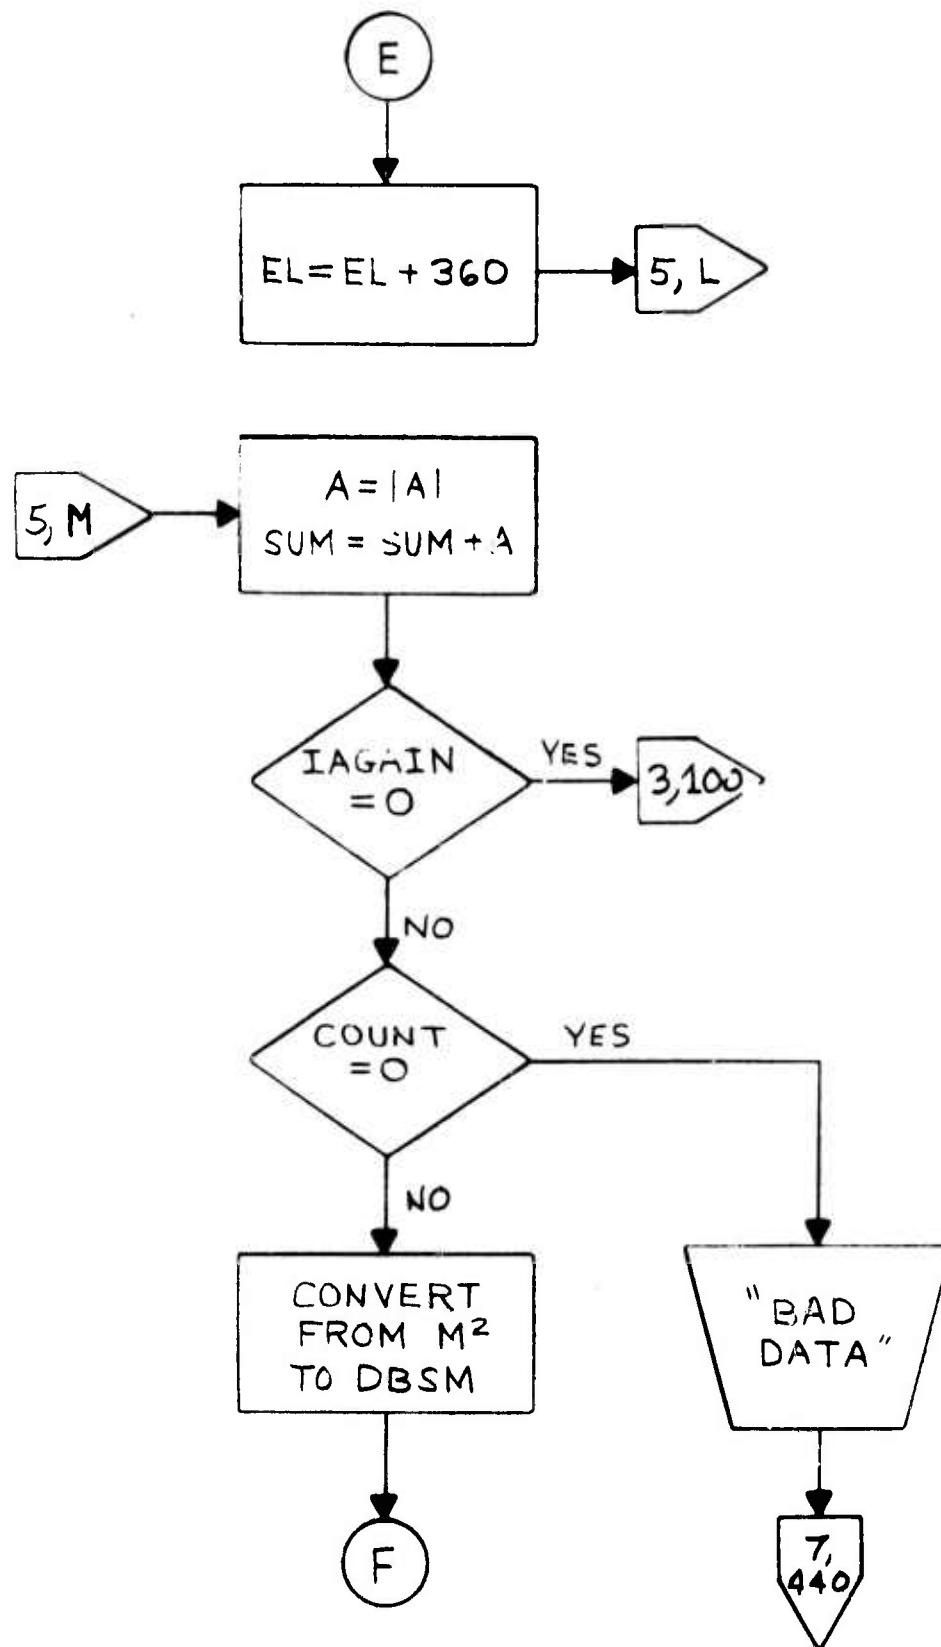 E
EL = EL + 360
5, L
5, M
A = |A|
SUM = SUM + A
IAGAIN
= 0
YES
3,100
NO
COUNT
= 0
YES
NO
CONVERT
FROM M²
TO DBSM
"BAD
DATA"
F
7,
440